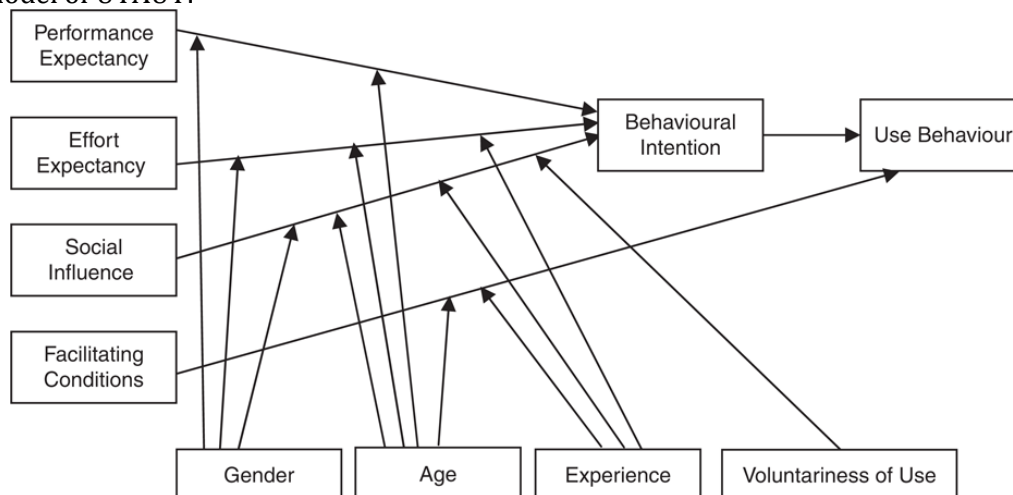 Performance
Expectancy
Effort
Expectancy
Social
Influence
Facilitating
Conditions
Behavioural
Intention
Use Behaviour
Gender
Age
Experience
Voluntariness of Use